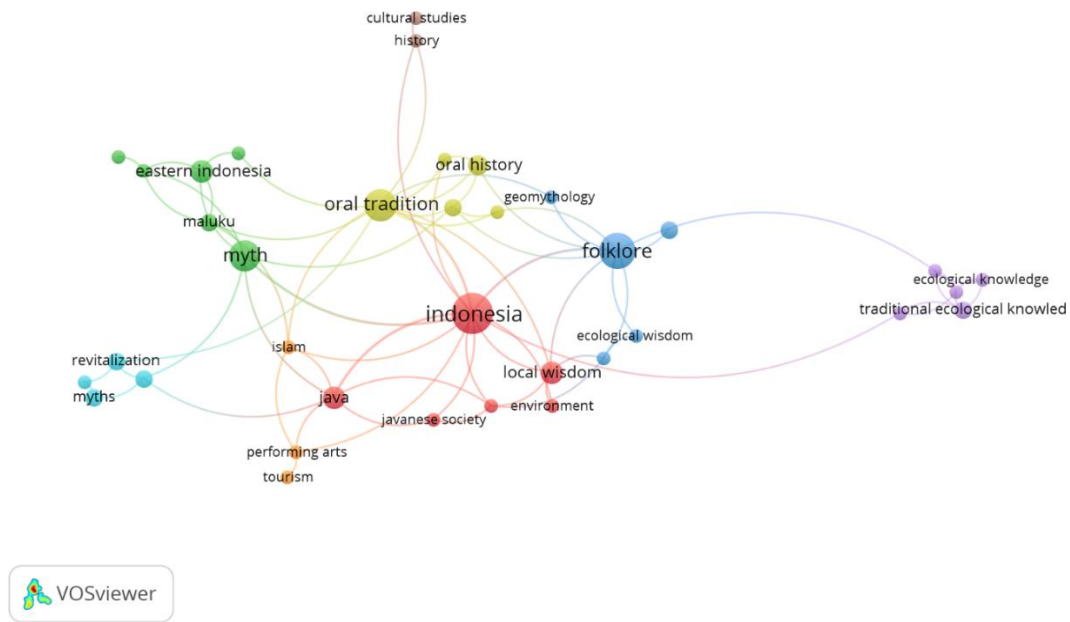 cultural studies
history
oral history
eastern indonesia
geomythology
oral tradition
maluku
myth
folklore
ecological knowledge
traditional ecological knowled
indonesia
ecological wisdom
islam
revitalization
local wisdom
myths
java
environment
javanese society
performing arts
tourism
VOSviewer